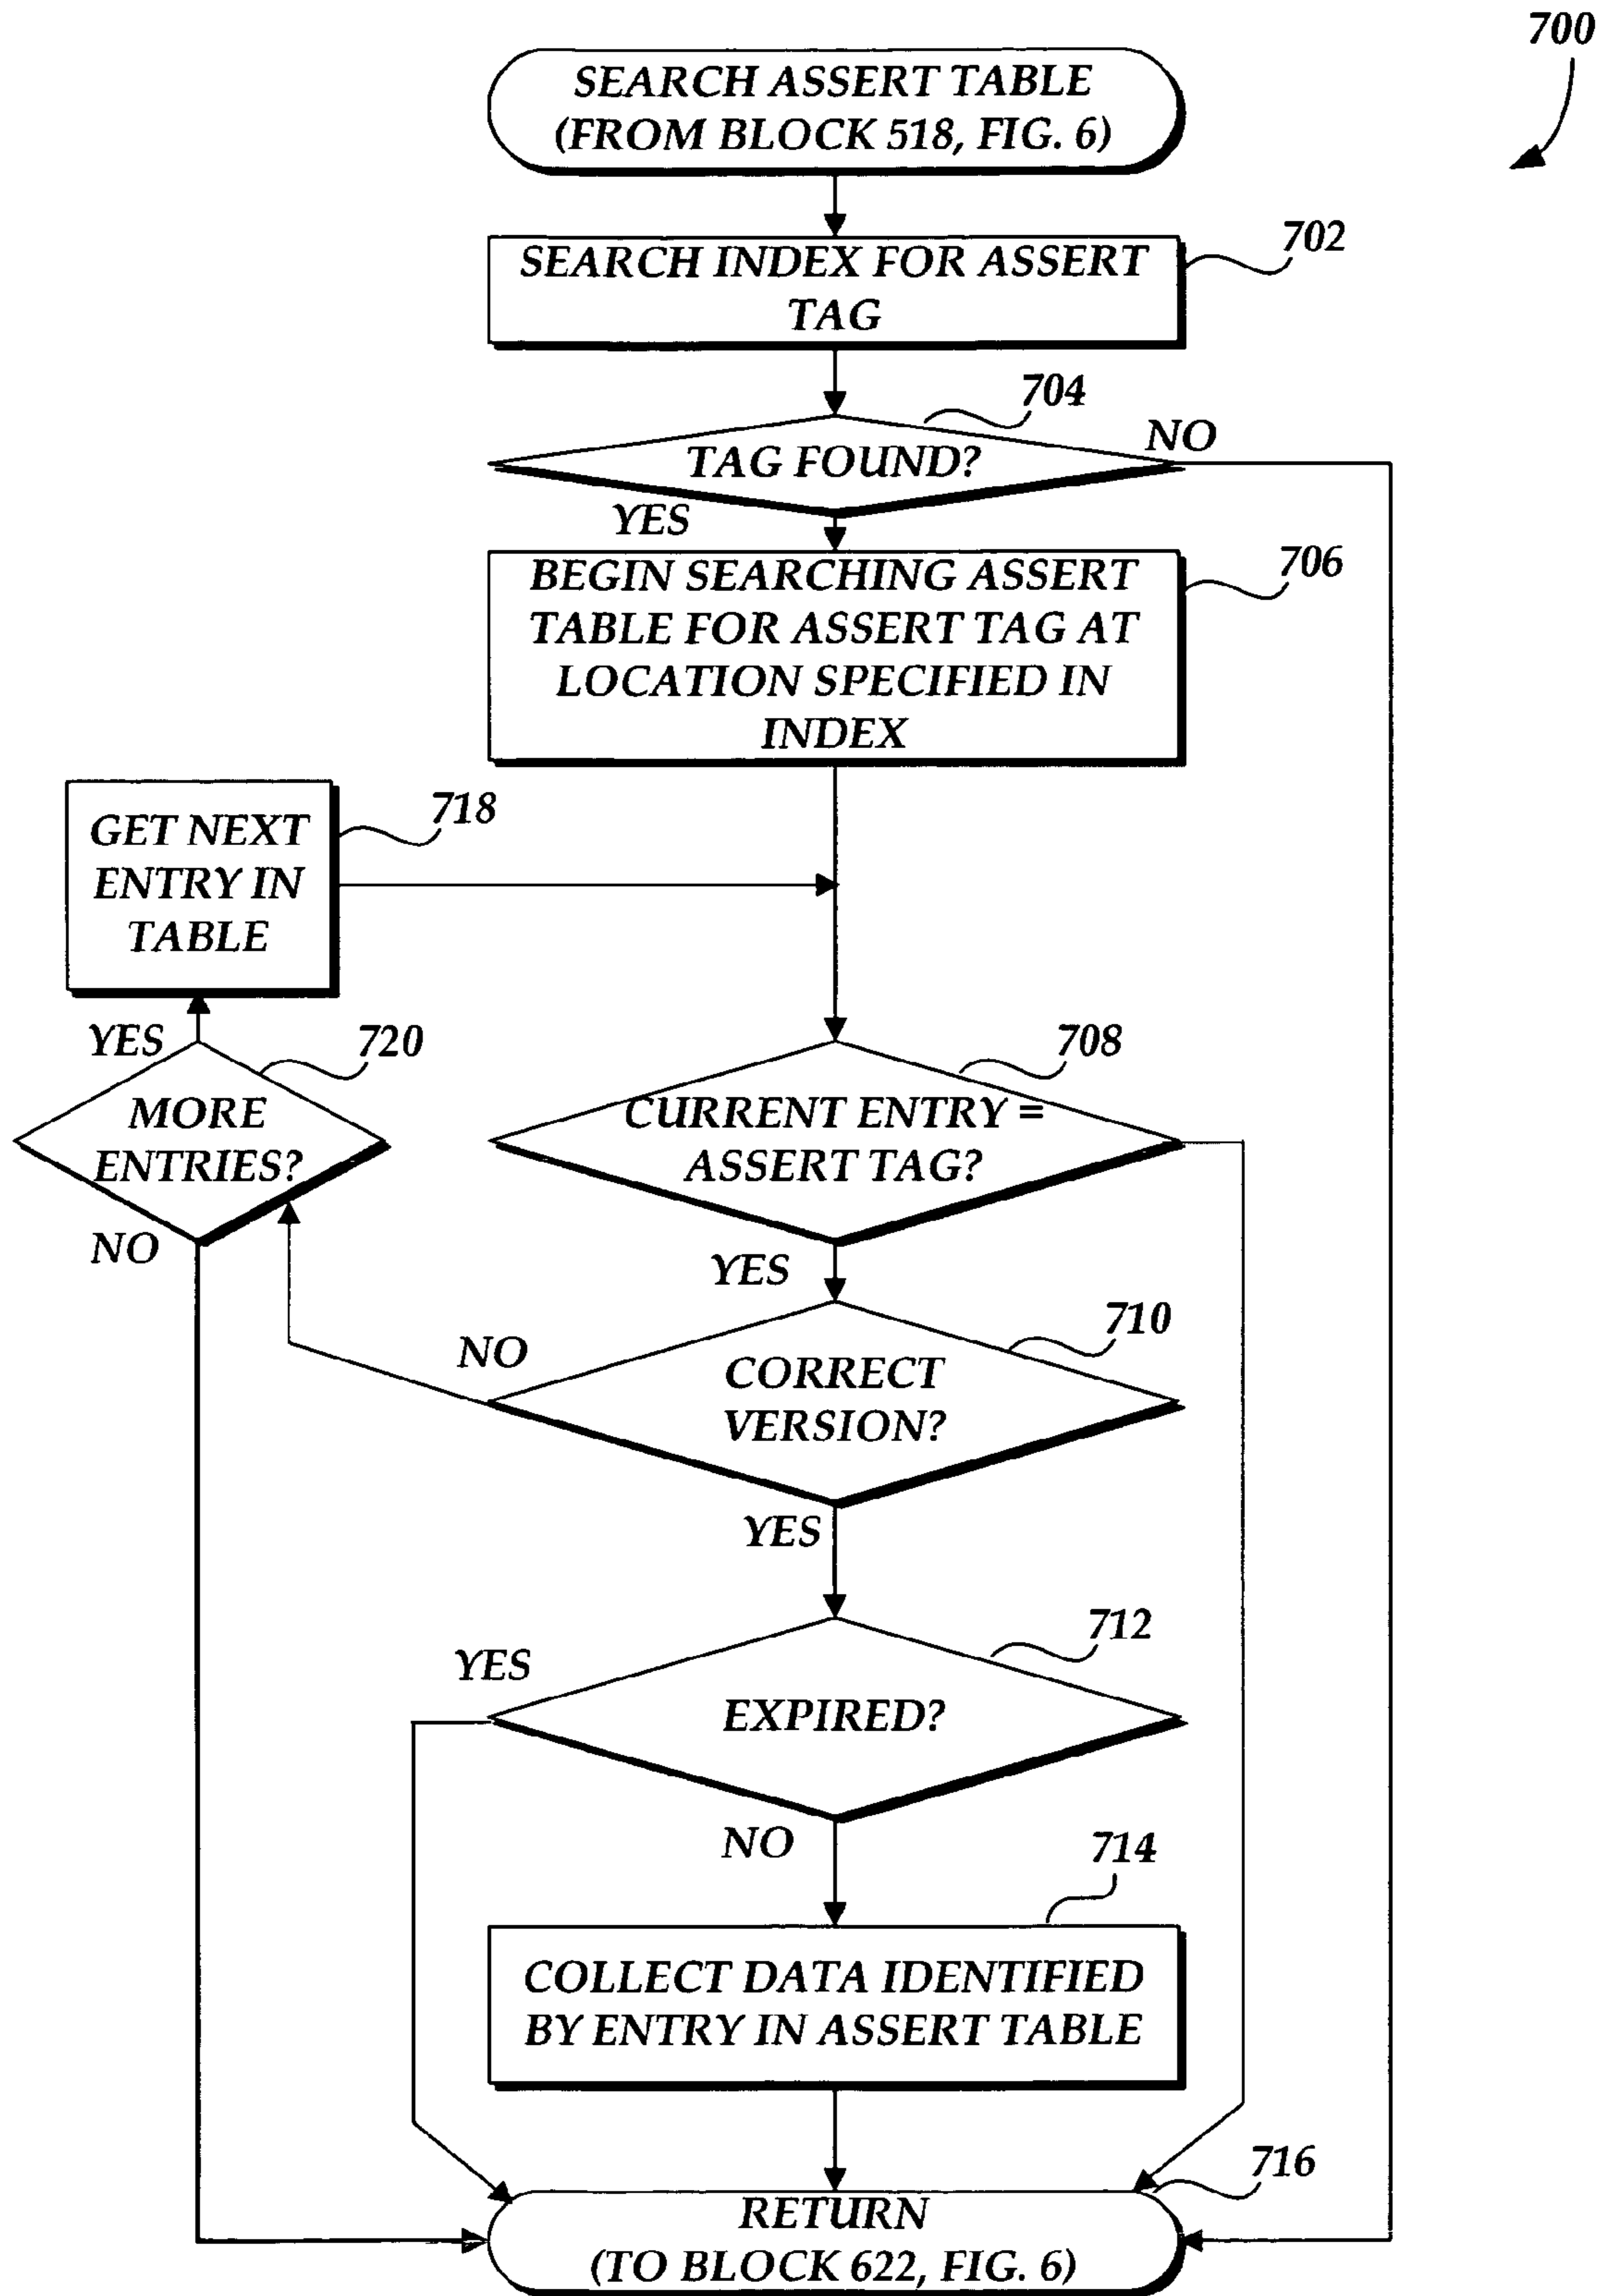 700
SEARCH ASSERT TABLE
(FROM BLOCK 518, FIG. 6)
702
SEARCH INDEX FOR ASSERT
TAG
704
TAG FOUND?
NO
YES
706
BEGIN SEARCHING ASSERT
TABLE FOR ASSERT TAG AT
LOCATION SPECIFIED IN
INDEX
718
GET NEXT
ENTRY IN
TABLE
YES
720
MORE
ENTRIES?
NO
708
CURRENT ENTRY =
ASSERT TAG?
YES
710
NO
CORRECT
VERSION?
YES
712
YES
EXPIRED?
NO
714
COLLECT DATA IDENTIFIED
BY ENTRY IN ASSERT TABLE
716
RETURN
(TO BLOCK 622, FIG. 6)